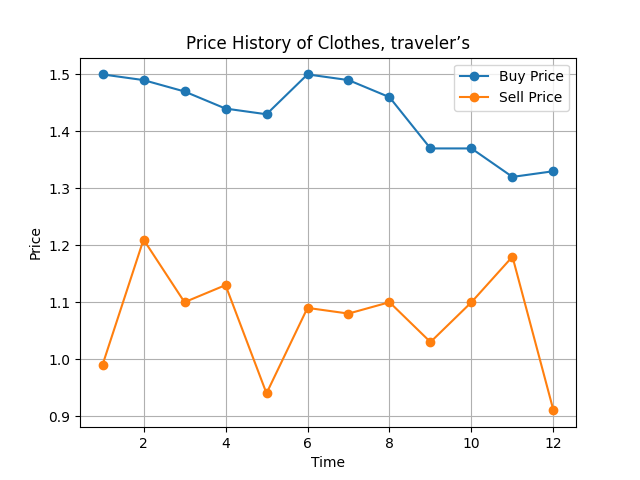 Price History of Clothes, traveler’s
Buy Price
Sell Price
Price
1.5
1.4
1.3
1.2
1.1
1.0
0.9
2 4 6 8 10 12
Time